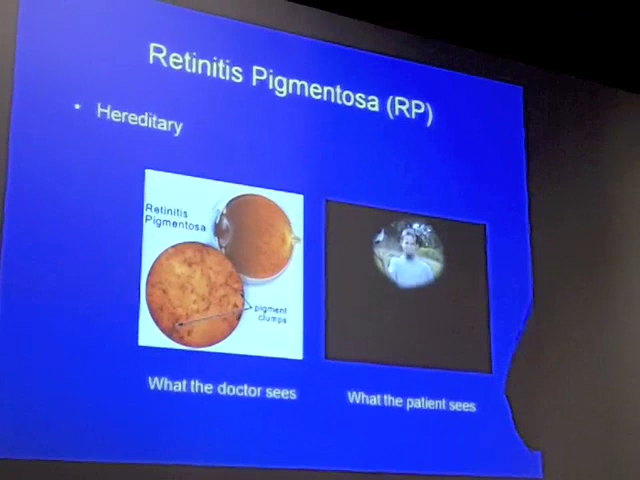 Retinitis Pigmentosa (RP)
• Hereditary
Retinitis
Pigmentosa
pigment
clumps
What the doctor sees
What the patient sees